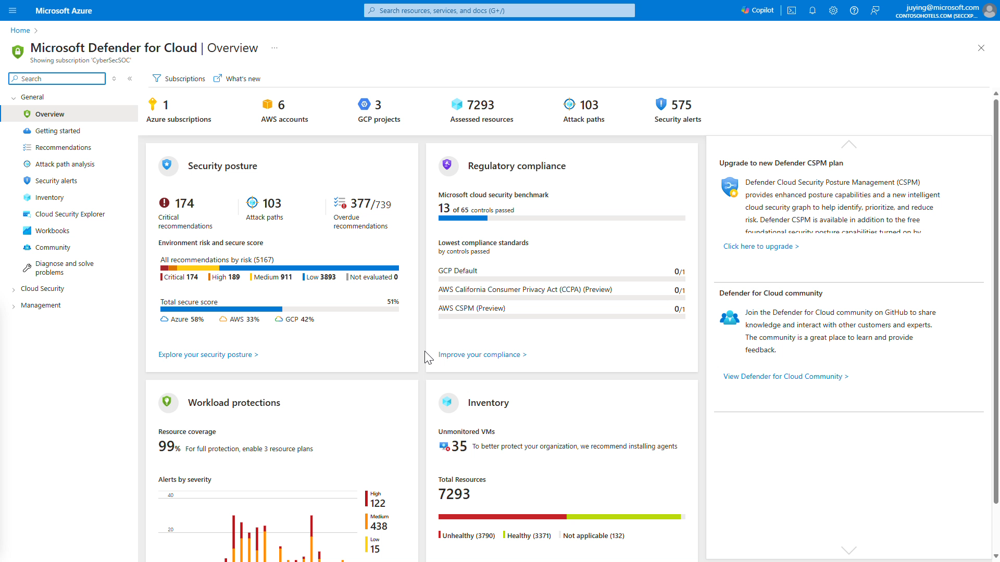 Microsoft Azure
Search resources, services, and docs (G+/)
Copilot
juying@microsoft.com
CONTOSOHOTELS.COM (SECCXP...
Home
Microsoft Defender for Cloud | Overview
...
Showing subscription 'CyberSecSOC'
Search
Subscriptions
What's new
General
Overview
Getting started
Recommendations
Attack path analysis
Security alerts
Inventory
Cloud Security Explorer
Workbooks
Community
Diagnose and solve
problems
Cloud Security
Management
1
Azure subscriptions
6
AWS accounts
3
GCP projects
7293
Assessed resources
103
Attack paths
575
Security alerts
Security posture
174
Critical
recommendations
103
Attack paths
377/739
Overdue
recommendations
Environment risk and secure score
All recommendations by risk (5167)
Critical 174 High 189 Medium 911 Low 3893 Not evaluated 0
Total secure score 51%
Azure 58% AWS 33% GCP 42%
Explore your security posture >
Regulatory compliance
Microsoft cloud security benchmark
13 of 65 controls passed
Lowest compliance standards
by controls passed
GCP Default 0/1
AWS California Consumer Privacy Act (CCPA) (Preview) 0/1
AWS CSPM (Preview) 0/1
Improve your compliance >
Upgrade to new Defender CSPM plan
Defender Cloud Security Posture Management (CSPM)
provides enhanced posture capabilities and a new intelligent
cloud security graph to help identify, prioritize, and reduce
risk. Defender CSPM is available in addition to the free
foundational security posture capabilities turned on by
Click here to upgrade >
Defender for Cloud community
Join the Defender for Cloud community on GitHub to share
knowledge and interact with other customers and experts.
The community is a great place to learn and provide
feedback.
View Defender for Cloud Community >
Workload protections
Resource coverage
99% For full protection, enable 3 resource plans
Alerts by severity
40
20
High
122
Medium
438
Low
15
Inventory
Unmonitored VMs
35 To better protect your organization, we recommend installing agents
Total Resources
7293
Unhealthy (3790) Healthy (3371) Not applicable (132)